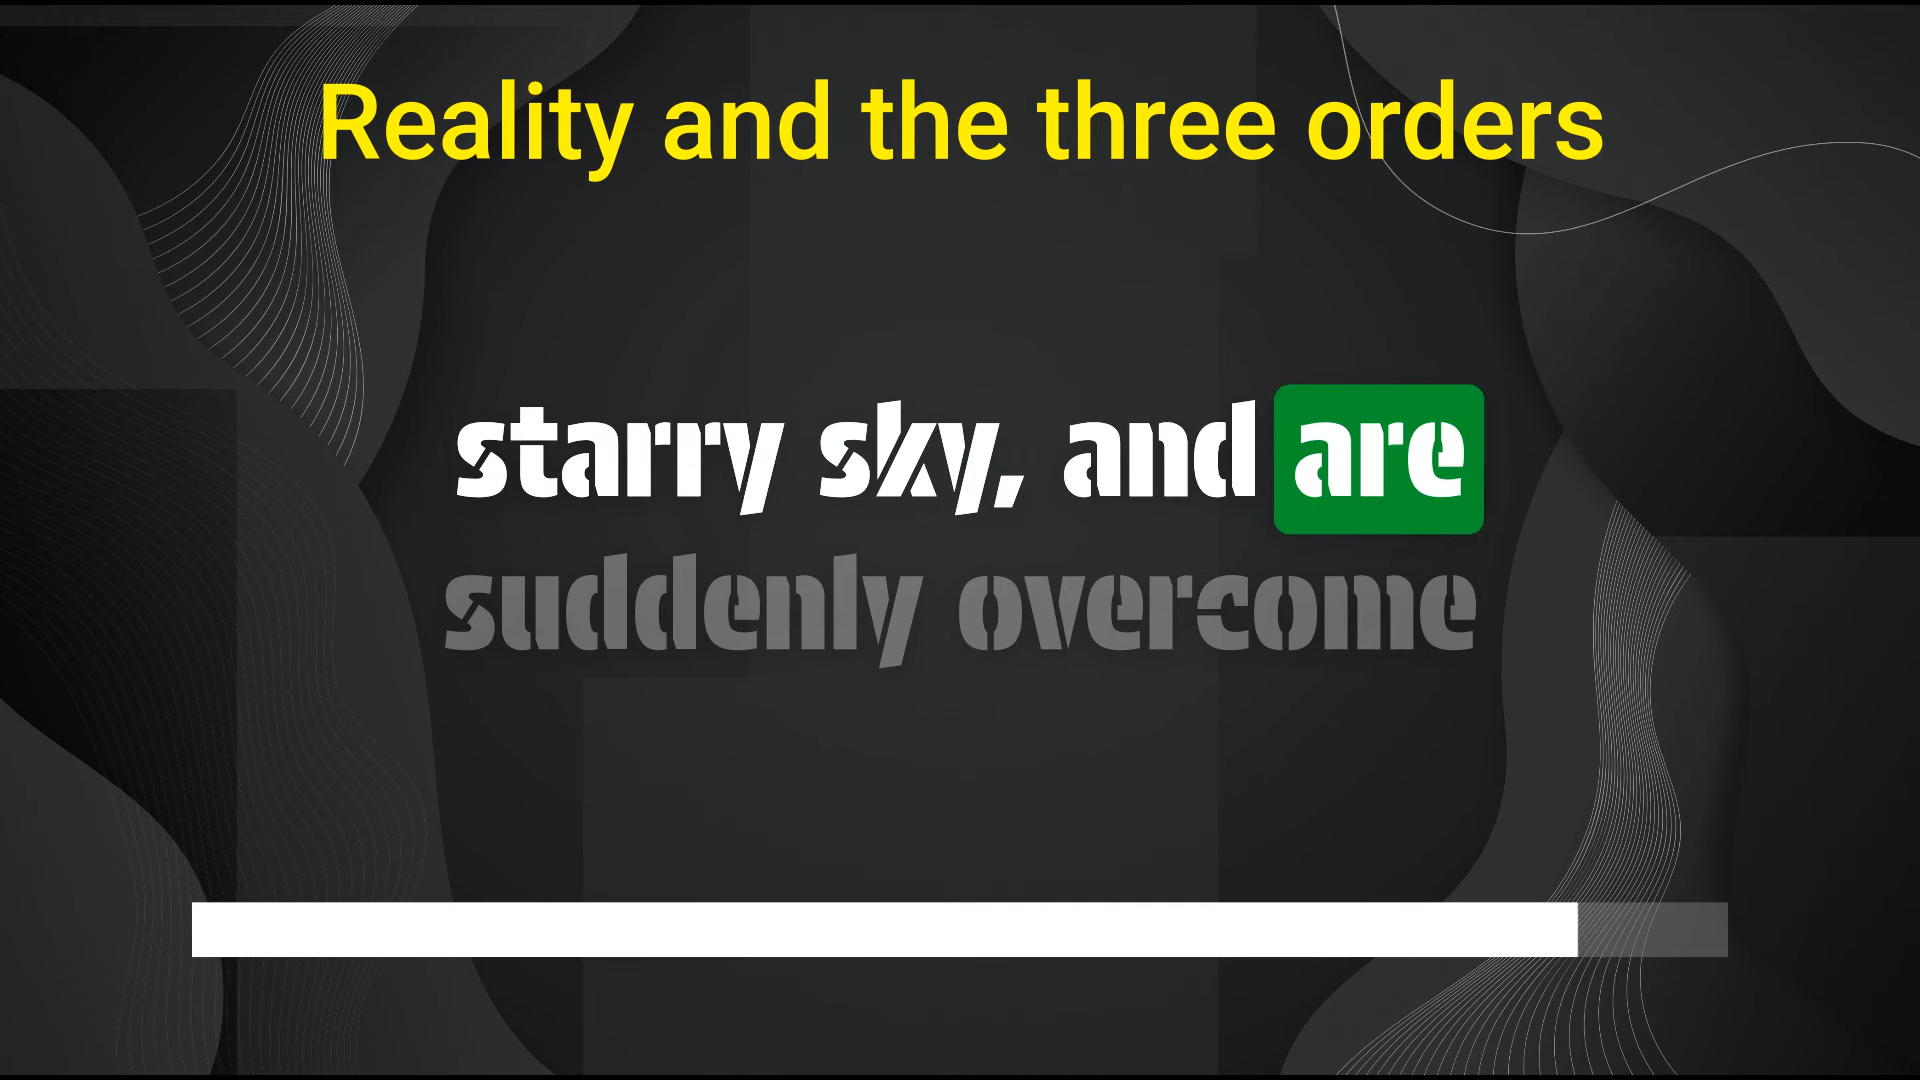 Reality and the three orders
starry sky, and are
suddenly overcome